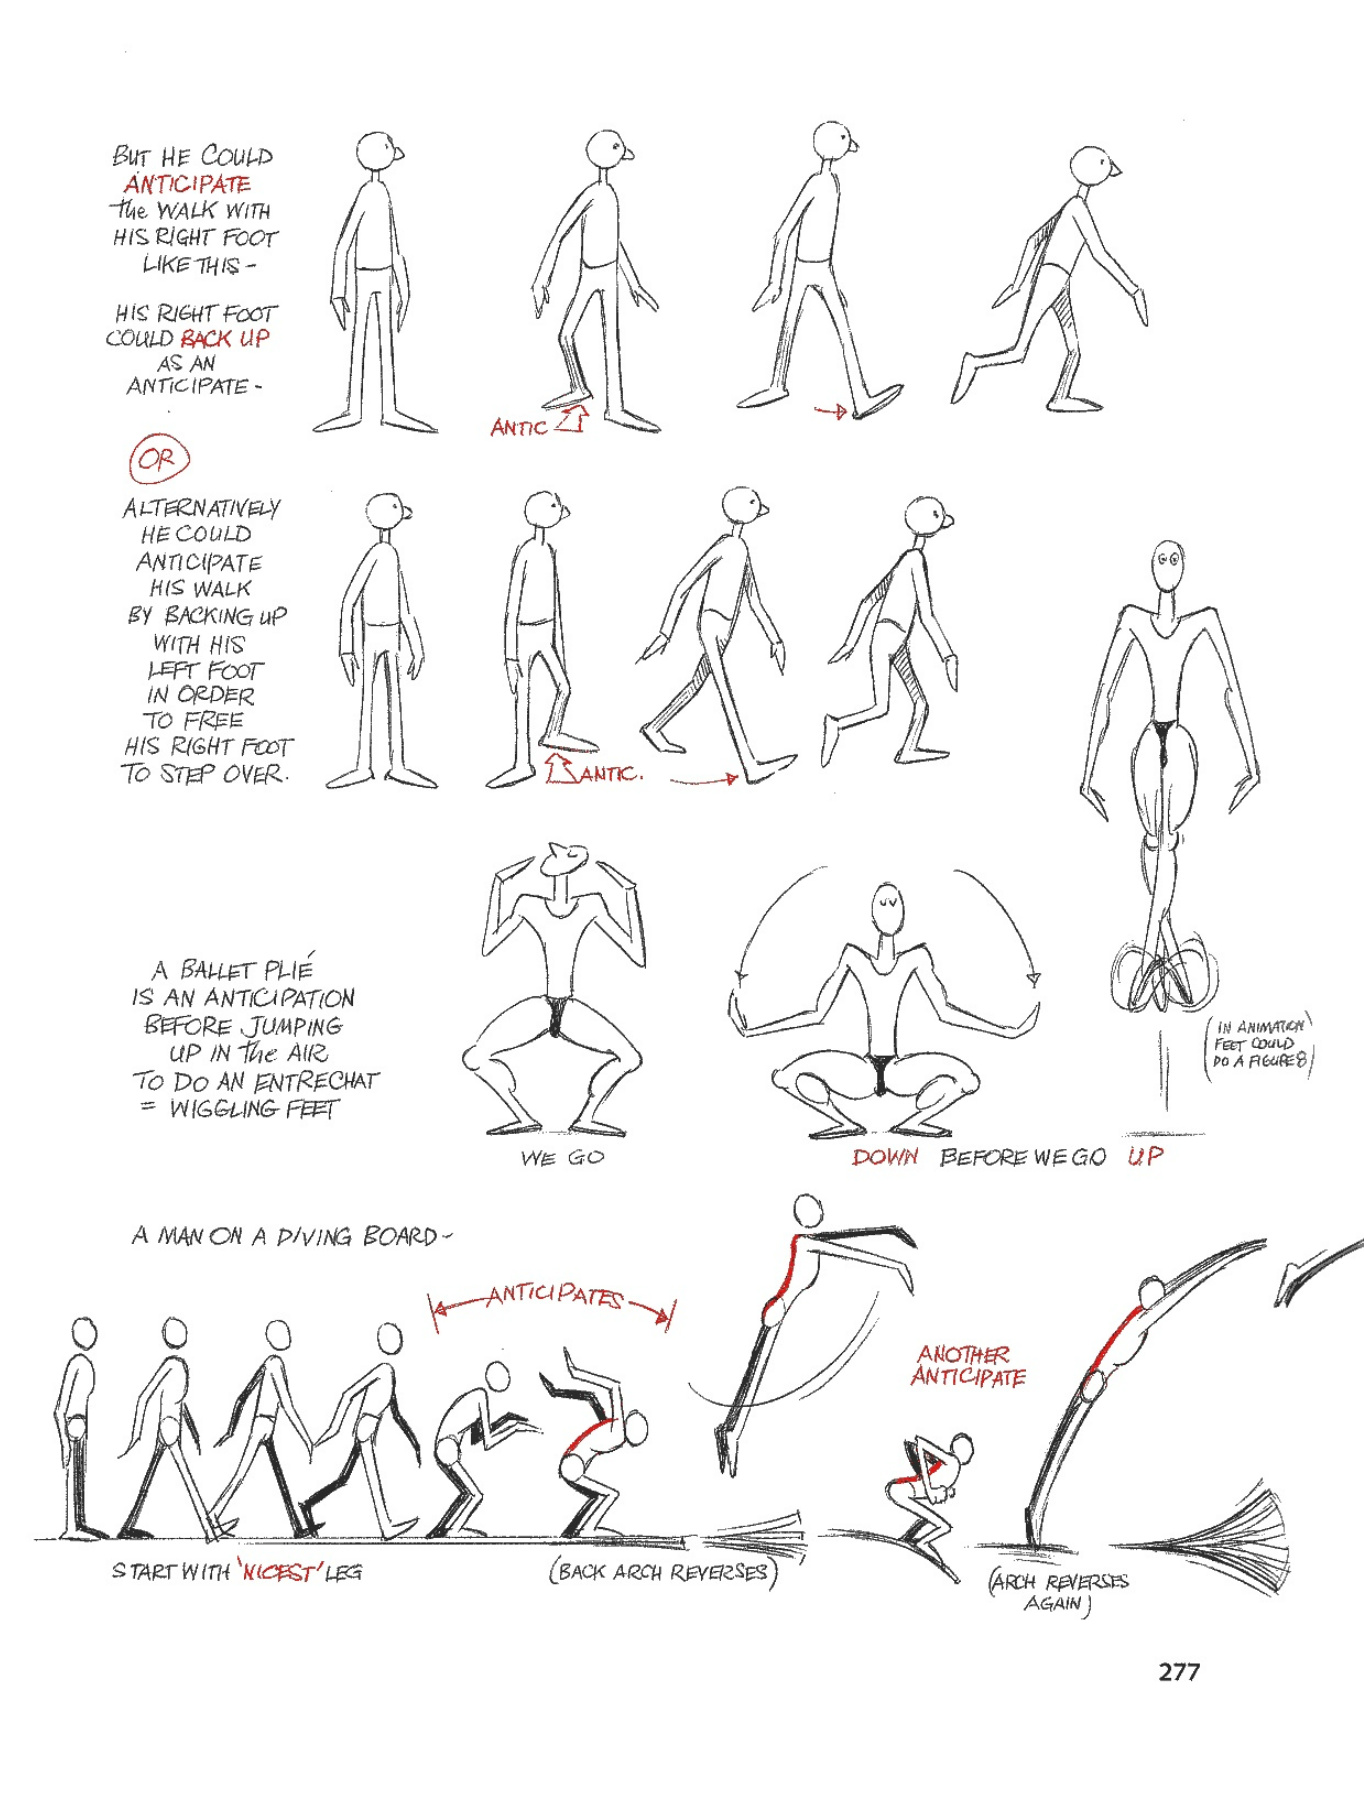 BUT HE COULD
ANTICIPATE
the WALK WITH
HIS RIGHT FOOT
LIKE THIS -
HIS RIGHT FOOT
COULD BACK UP
AS AN
ANTICIPATE -
ANTIC
OR
ALTERNATIVELY
HE COULD
ANTICIPATE
HIS WALK
BY BACKING UP
WITH HIS
LEFT FOOT
IN ORDER
TO FREE
HIS RIGHT FOOT
TO STEP OVER.
ANTIC.
A BALLET PLIÉ
IS AN ANTICIPATION
BEFORE JUMPING
UP IN the AIR
TO DO AN ENTRECHAT
= WIGGLING FEET
(IN ANIMATION
FEET COULD
DO A FIGURE 8)
WE GO
DOWN BEFORE WE GO UP
A MAN ON A DIVING BOARD -
ANTICIPATES
ANOTHER
ANTICIPATE
START WITH 'NICEST' LEG
(BACK ARCH REVERSES)
(ARCH REVERSES
AGAIN)
277